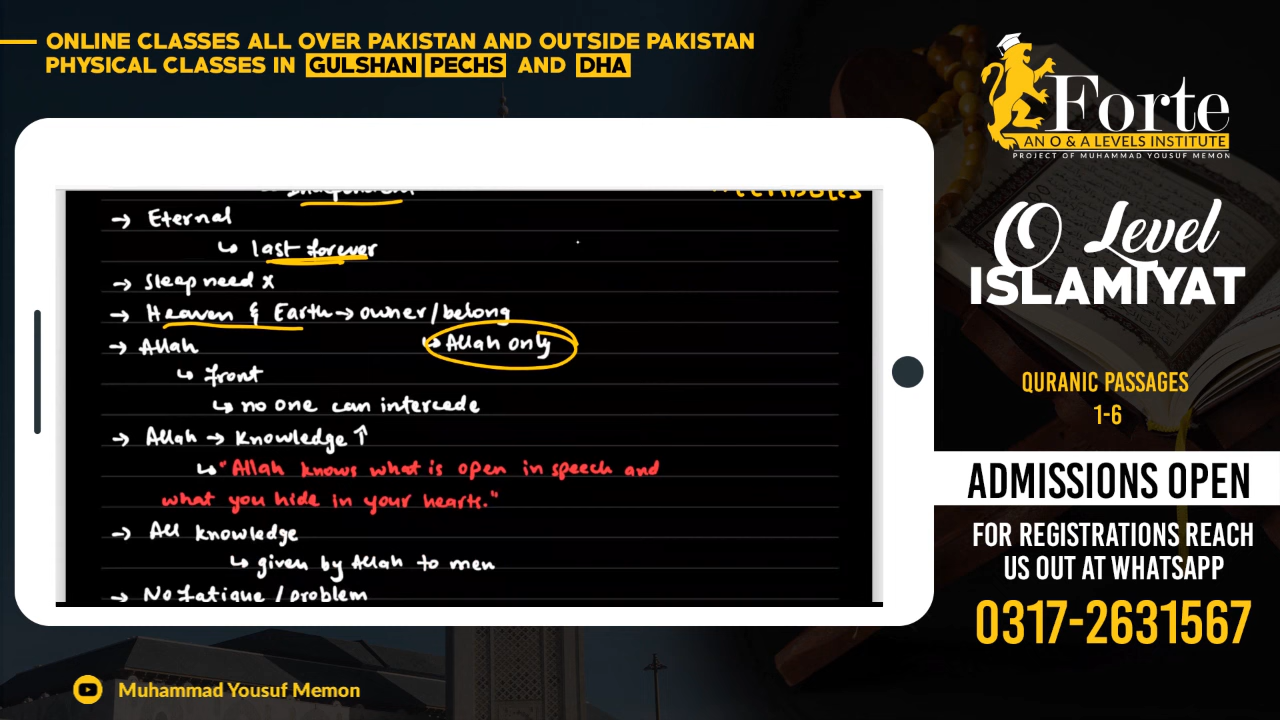 ONLINE CLASSES ALL OVER PAKISTAN AND OUTSIDE PAKISTAN
PHYSICAL CLASSES IN GULSHAN PECHS AND DHA
Forte
AN O & A LEVELS INSTITUTE
PROJECT OF MUHAMMAD YOUSUF MEMON
→ Eternal
↳ last forever
→ Sleep need x
→ Heaven & Earth → owner/belong
↳ Allah only
→ Allah
↳ front
↳ no one can intercede
→ Allah → Knowledge ↑
↳ "Allah knows what is open in speech and
what you hide in your hearts."
→ All knowledge
↳ given by Allah to men
→ No fatigue / problem
O Level
ISLAMIYAT
QURANIC PASSAGES
1-6
ADMISSIONS OPEN
FOR REGISTRATIONS REACH
US OUT AT WHATSAPP
0317-2631567
Muhammad Yousuf Memon